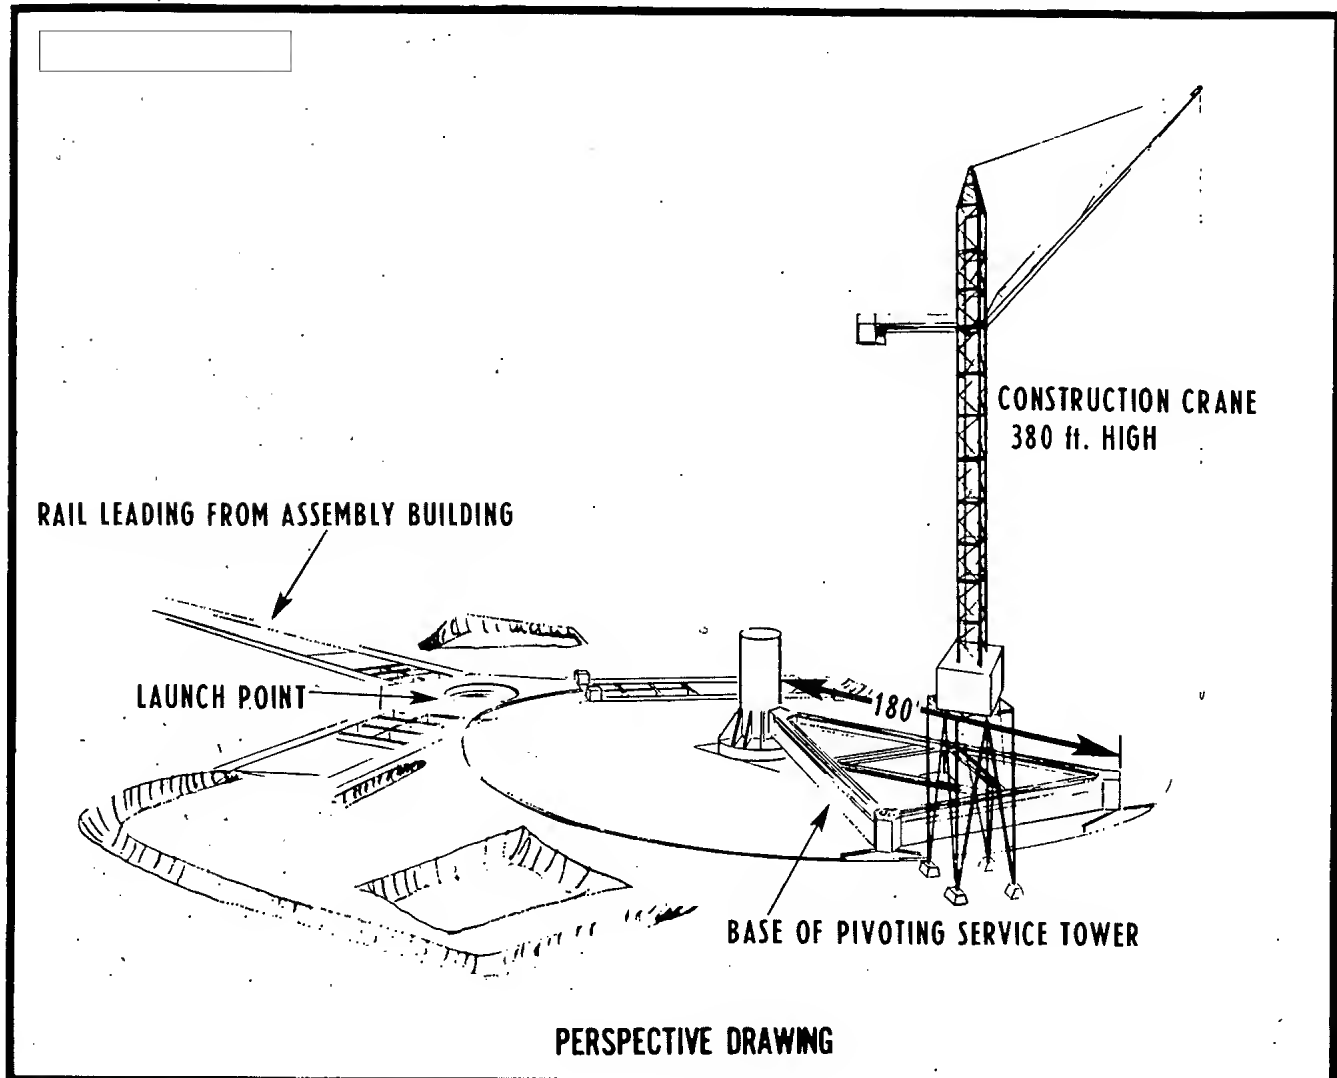 CONSTRUCTION CRANE
380 ft. HIGH
RAIL LEADING FROM ASSEMBLY BUILDING
LAUNCH POINT
180'
BASE OF PIVOTING SERVICE TOWER
PERSPECTIVE DRAWING